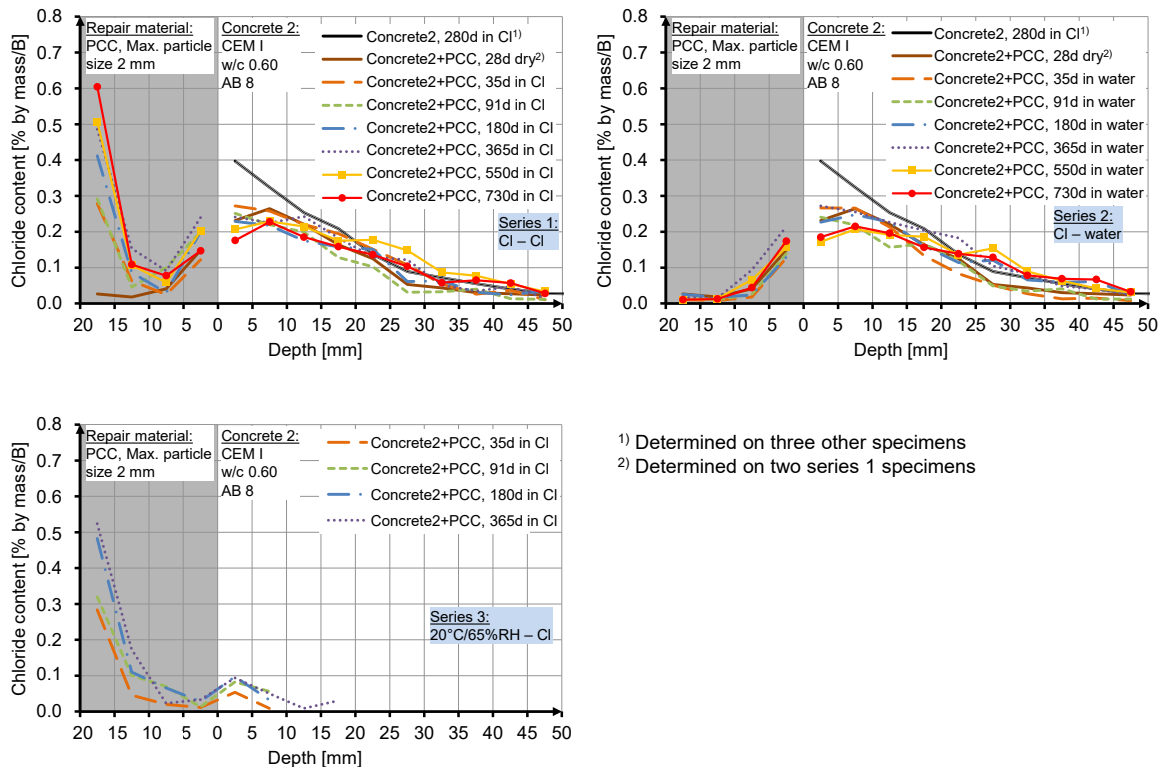 Chloride content [% by mass/B]
0.8
0.7
0.6
0.5
0.4
0.3
0.2
0.1
0.0
Repair material:
PCC, Max. particle
size 2 mm
Concrete 2:
CEM I
w/c 0.60
AB 8
Concrete2, 280d in Cl¹⁾
Concrete2+PCC, 28d dry²⁾
Concrete2+PCC, 35d in Cl
Concrete2+PCC, 91d in Cl
Concrete2+PCC, 180d in Cl
Concrete2+PCC, 365d in Cl
Concrete2+PCC, 550d in Cl
Concrete2+PCC, 730d in Cl
Series 1:
Cl – Cl
20 15 10 5 0 5 10 15 20 25 30 35 40 45 50
Depth [mm]
Chloride content [% by mass/B]
0.8
0.7
0.6
0.5
0.4
0.3
0.2
0.1
0.0
Repair material:
PCC, Max. particle
size 2 mm
Concrete 2:
CEM I
w/c 0.60
AB 8
Concrete2, 280d in Cl¹⁾
Concrete2+PCC, 28d dry²⁾
Concrete2+PCC, 35d in water
Concrete2+PCC, 91d in water
Concrete2+PCC, 180d in water
Concrete2+PCC, 365d in water
Concrete2+PCC, 550d in water
Concrete2+PCC, 730d in water
Series 2:
Cl – water
20 15 10 5 0 5 10 15 20 25 30 35 40 45 50
Depth [mm]
Chloride content [% by mass/B]
0.8
0.7
0.6
0.5
0.4
0.3
0.2
0.1
0.0
Repair material:
PCC, Max. particle
size 2 mm
Concrete 2:
CEM I
w/c 0.60
AB 8
Concrete2+PCC, 35d in Cl
Concrete2+PCC, 91d in Cl
Concrete2+PCC, 180d in Cl
Concrete2+PCC, 365d in Cl
Series 3:
20°C/65%RH – Cl
20 15 10 5 0 5 10 15 20 25 30 35 40 45 50
Depth [mm]
¹⁾ Determined on three other specimens
²⁾ Determined on two series 1 specimens